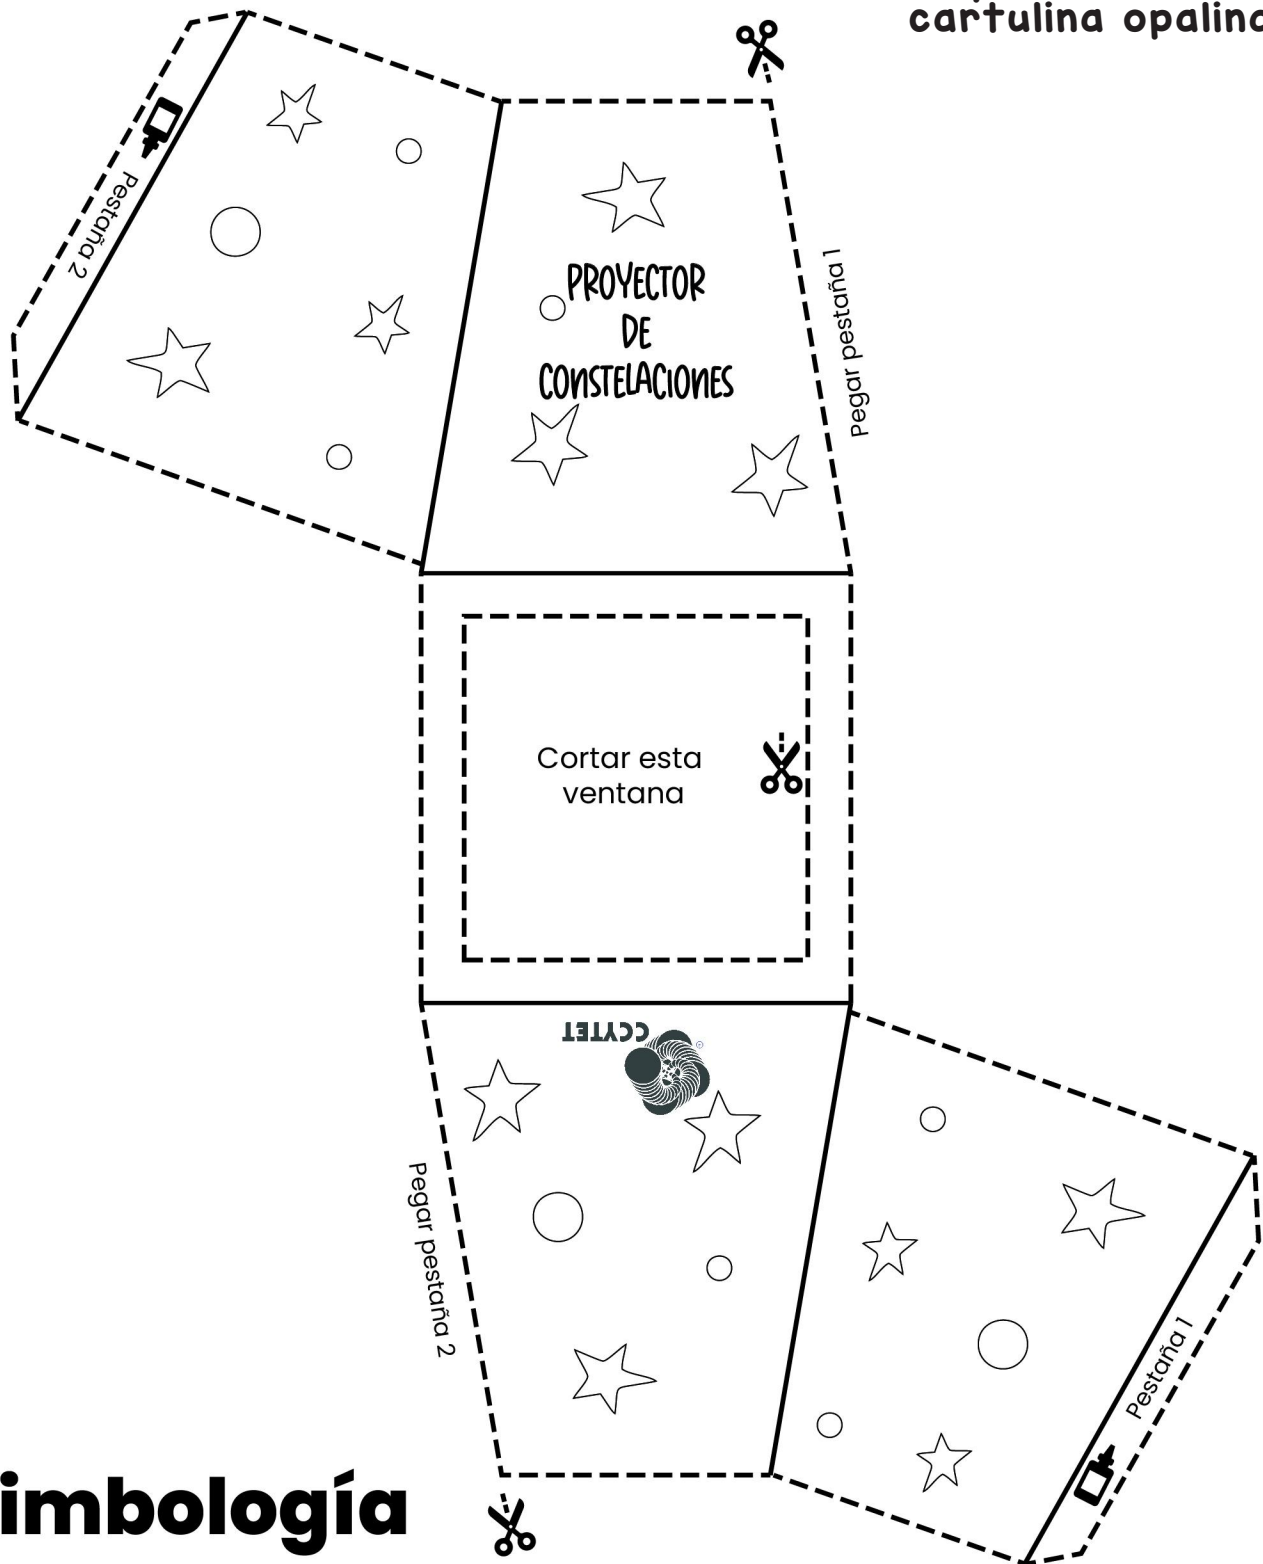 cartulina opalina
Pestaña 2
PROYECTOR
DE
CONSTELACIONES
Pegar pestaña 1
Cortar esta
ventana
CCYTET
Pegar pestaña 2
Pestaña 1
imbología